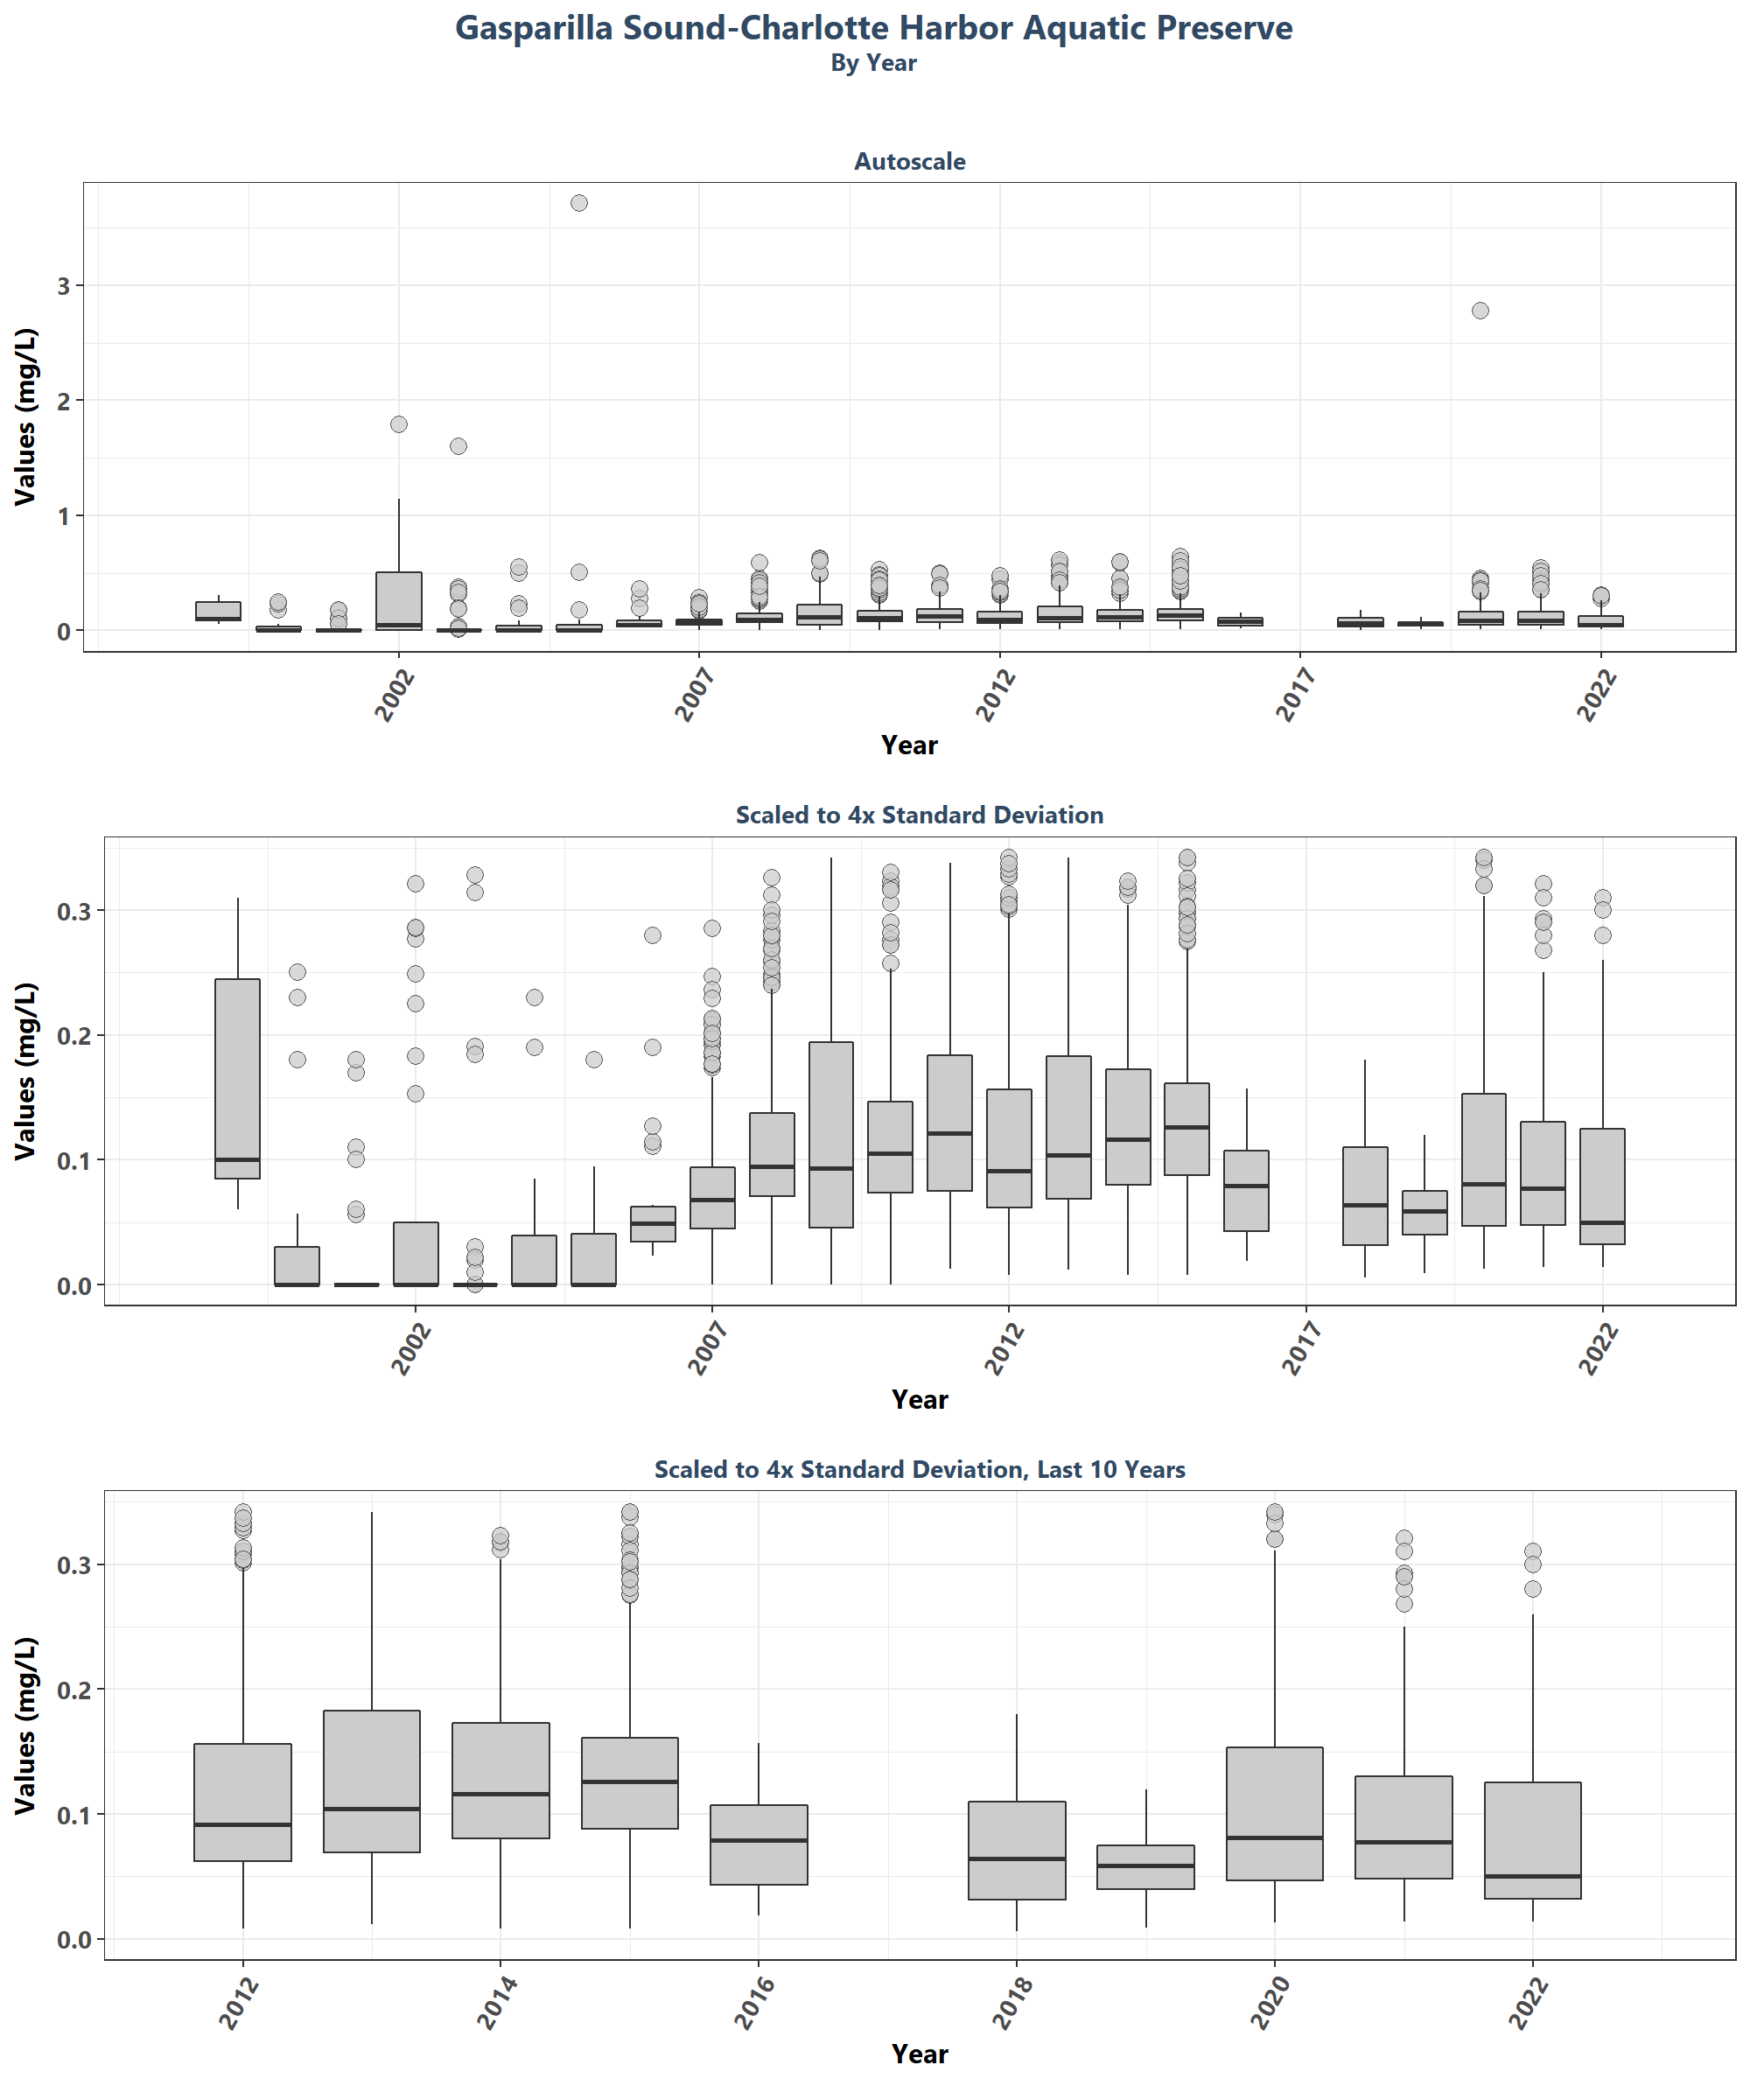 Gasparilla Sound-Charlotte Harbor Aquatic Preserve
By Year
Autoscale
Values (mg/L)
3
2
1
0
2002 2007 2012 2017 2022
Year
Scaled to 4x Standard Deviation
Values (mg/L)
0.3
0.2
0.1
0.0
2002 2007 2012 2017 2022
Year
Scaled to 4x Standard Deviation, Last 10 Years
Values (mg/L)
0.3
0.2
0.1
0.0
2012 2014 2016 2018 2020 2022
Year